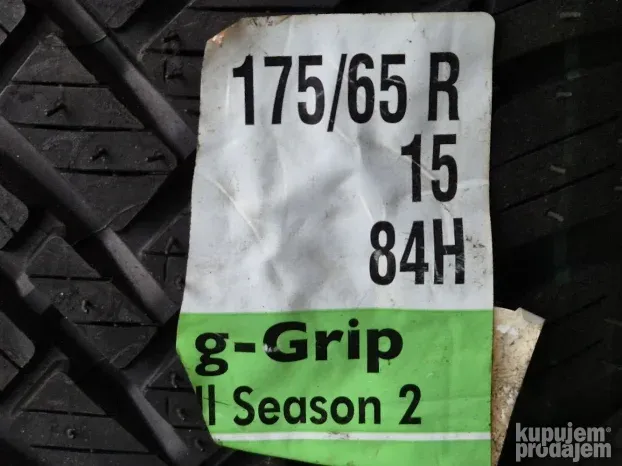 175/65 R
15
84H
g-Grip
ll Season 2
kupujem
prodajem